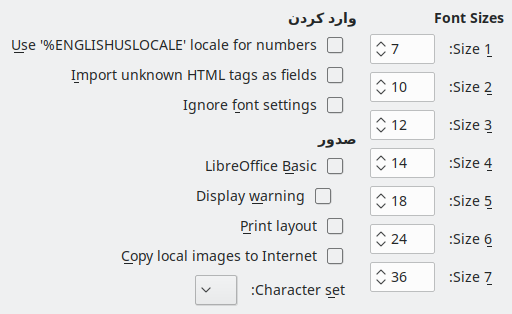 Font Sizes
Size 1:
7
Size 2:
10
Size 3:
12
Size 4:
14
Size 5:
18
Size 6:
24
Size 7:
36
وارد کردن
Use '%ENGLISHUSLOCALE' locale for numbers
Import unknown HTML tags as fields
Ignore font settings
صدور
LibreOffice Basic
Display warning
Print layout
Copy local images to Internet
Character set: